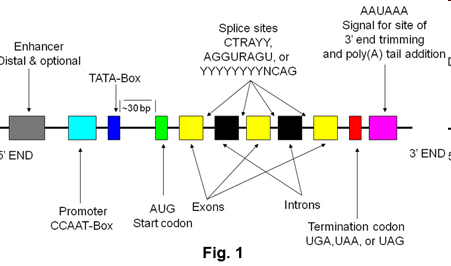 AAUAAA
Signal for site of
3' end trimming
and poly(A) tail addition
Splice sites
CTRAYY,
AGGURAGU, or
YYYYYYYYNCAG
Enhancer
Distal & optional
TATA-Box
~30 bp
5' END
3' END
Promoter
CCAAT-Box
AUG
Start codon
Exons
Introns
Termination codon
UGA,UAA, or UAG
Fig. 1